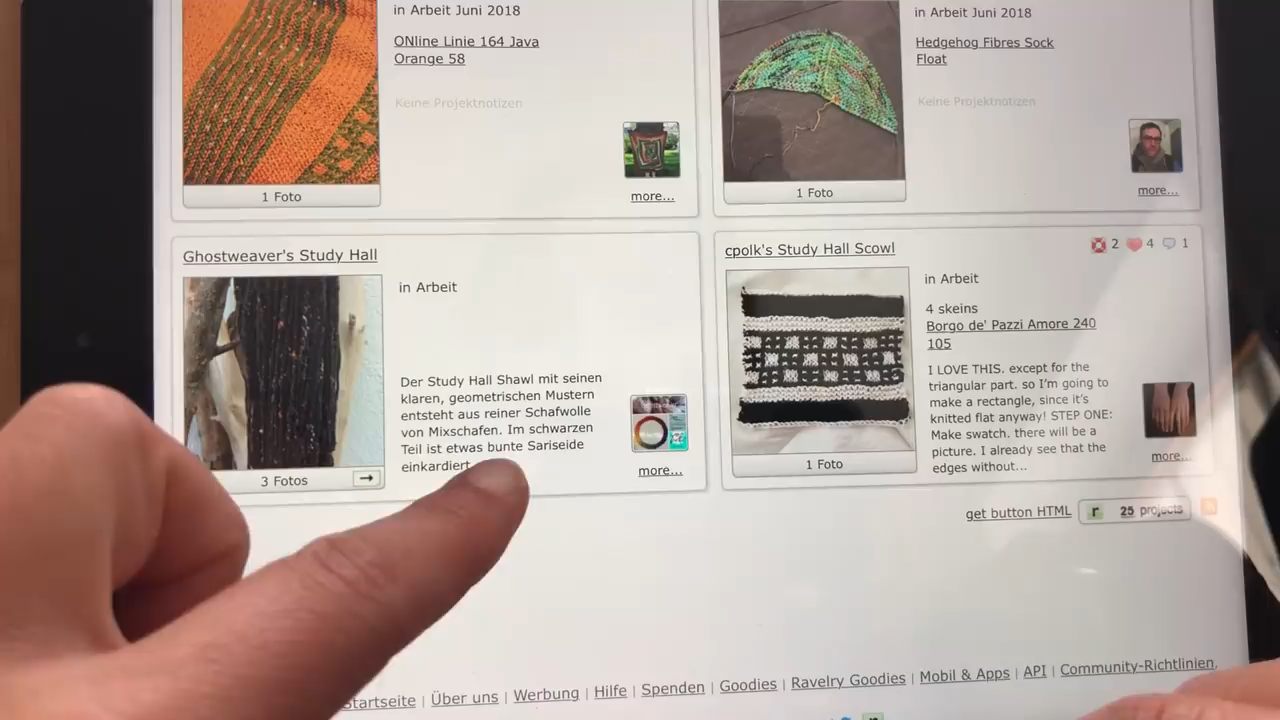 in Arbeit Juni 2018
ONline Linie 164 Java
Orange 58
Keine Projektnotizen
1 Foto
more...
in Arbeit Juni 2018
Hedgehog Fibres Sock
Float
Keine Projektnotizen
1 Foto
more...
Ghostweaver's Study Hall
in Arbeit
Der Study Hall Shawl mit seinen
klaren, geometrischen Mustern
entsteht aus reiner Schafwolle
von Mixschafen. Im schwarzen
Teil ist etwas bunte Sariseide
einkardiert
3 Fotos
more...
cpolk's Study Hall Scowl
2 4 1
in Arbeit
4 skeins
Borgo de' Pazzi Amore 240
105
I LOVE THIS. except for the
triangular part. so I'm going to
make a rectangle, since it's
knitted flat anyway! STEP ONE:
Make swatch. there will be a
picture. I already see that the
edges without...
1 Foto
more...
get button HTML r 25 projects
Startseite | Über uns | Werbung | Hilfe | Spenden | Goodies | Ravelry Goodies | Mobil & Apps | API | Community-Richtlinien,